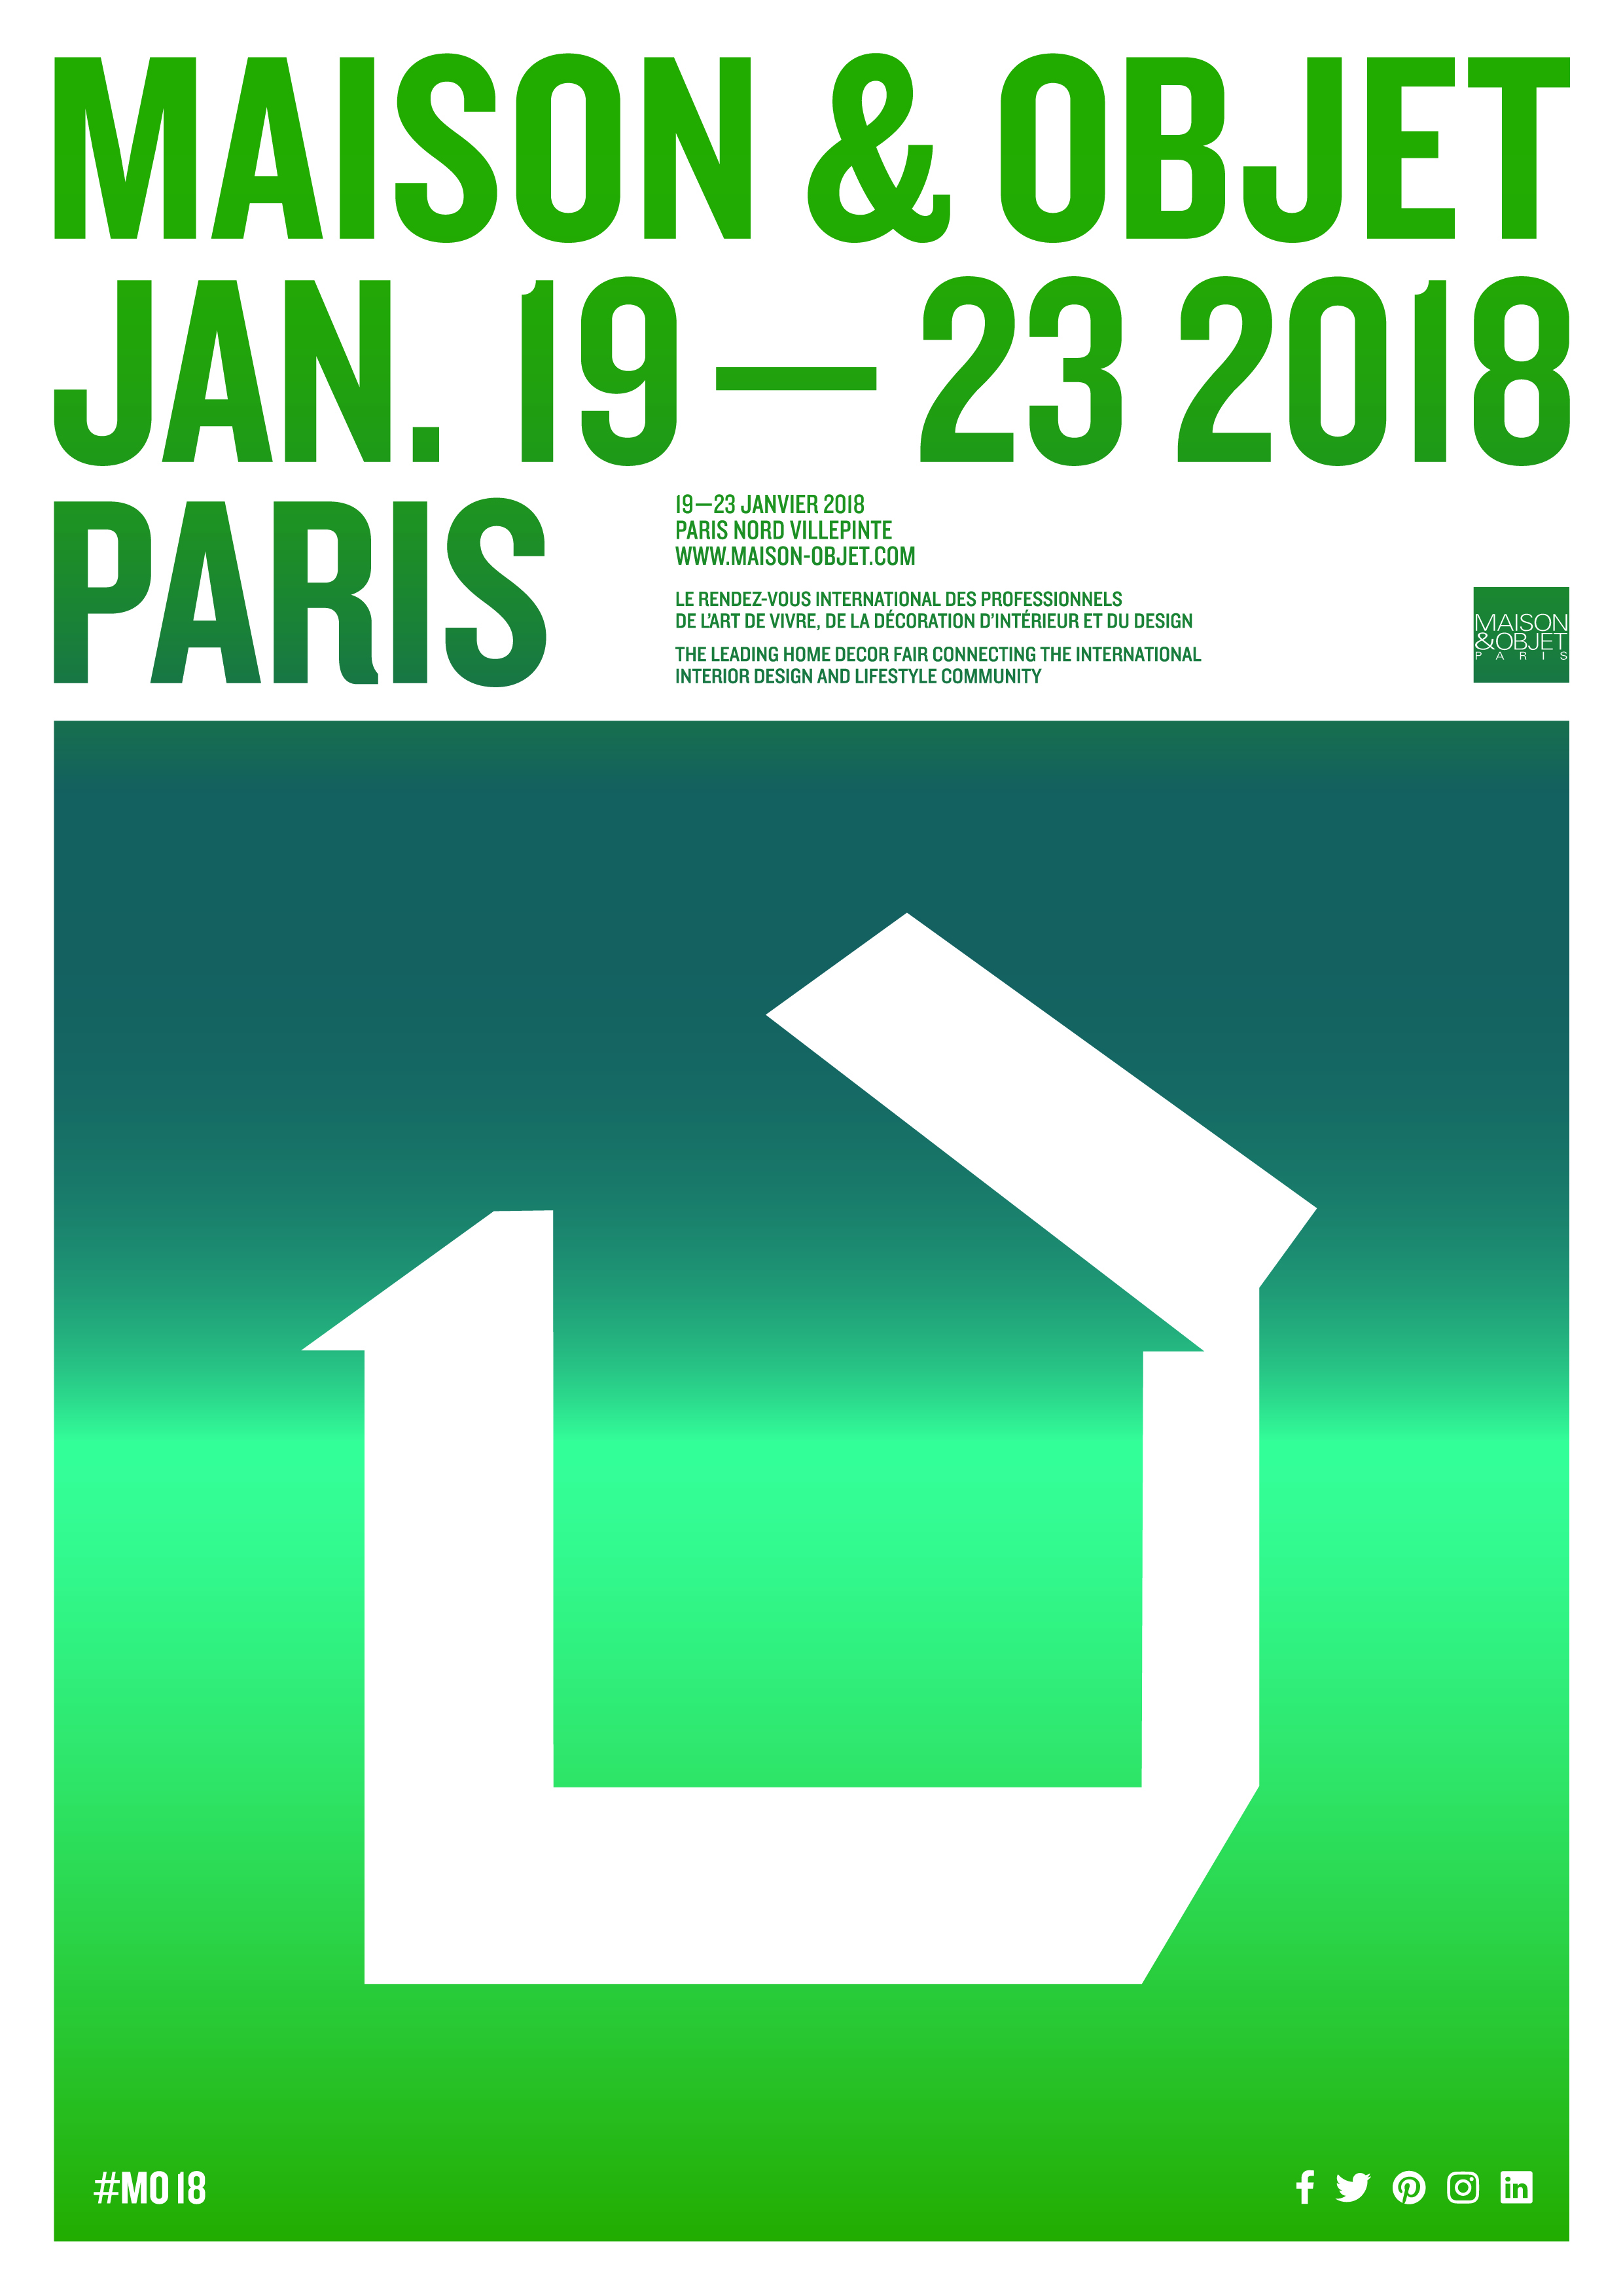 MAISON & OBJET
JAN. 19—23 2018
PARIS
19—23 JANVIER 2018
PARIS NORD VILLEPINTE
WWW.MAISON-OBJET.COM
LE RENDEZ-VOUS INTERNATIONAL DES PROFESSIONNELS
DE L'ART DE VIVRE, DE LA DÉCORATION D'INTÉRIEUR ET DU DESIGN
THE LEADING HOME DECOR FAIR CONNECTING THE INTERNATIONAL
INTERIOR DESIGN AND LIFESTYLE COMMUNITY
MAISON
&OBJET
PARIS
#MO18